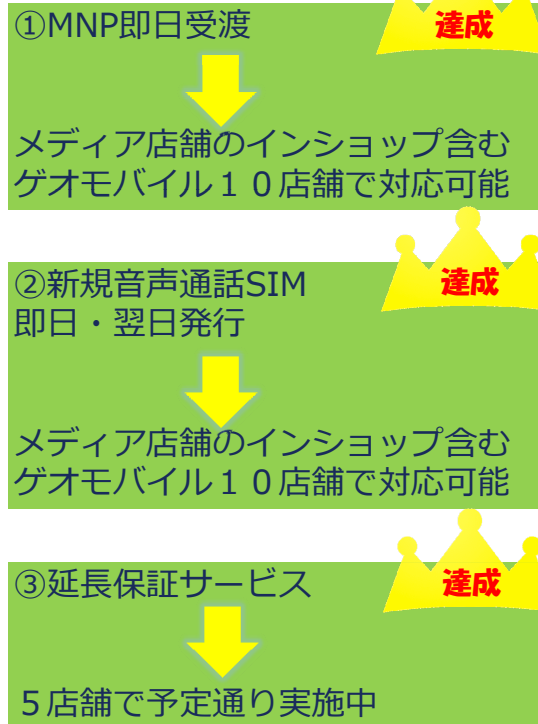 ①MNP即日受渡
達成
メディア店舗のインショップ含む
ゲオモバイル１０店舗で対応可能
②新規音声通話SIM
達成
即日・翌日発行
メディア店舗のインショップ含む
ゲオモバイル１０店舗で対応可能
③延長保証サービス
達成
５店舗で予定通り実施中